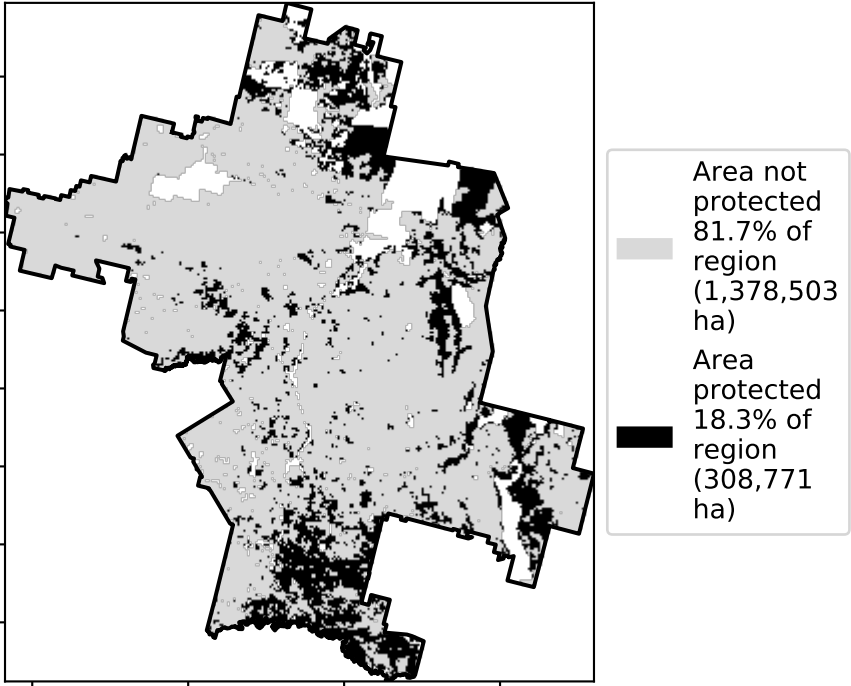 Area not
protected
81.7% of
region
(1,378,503
ha)
Area
protected
18.3% of
region
(308,771
ha)